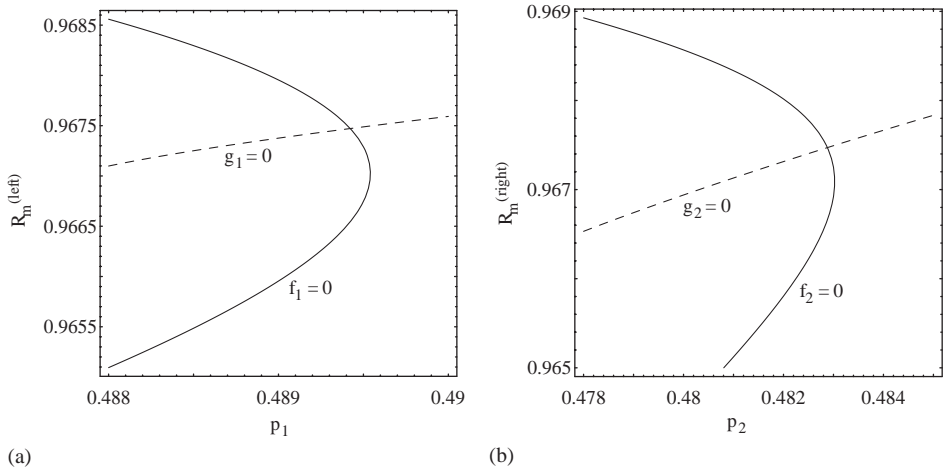 0.9685
0.9675
0.9665
0.9655
R_m^(left)
g_1 = 0
f_1 = 0
0.488
0.489
0.49
p_1
(a)
0.969
0.967
0.965
R_m^(right)
g_2 = 0
f_2 = 0
0.478
0.48
0.482
0.484
p_2
(b)